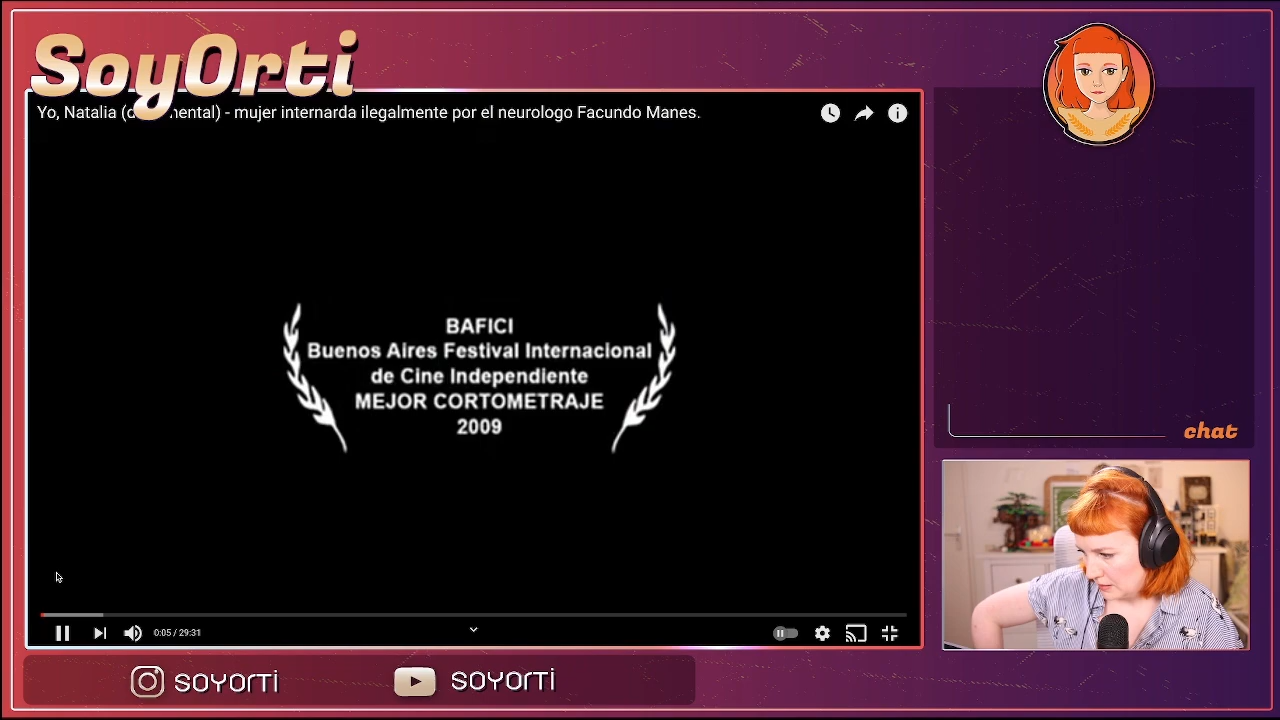 SoyOrti
Yo, Natalia (d mental) - mujer internarda ilegalmente por el neurologo Facundo Manes.
BAFICI
Buenos Aires Festival Internacional
de Cine Independiente
MEJOR CORTOMETRAJE
2009
chat
0:05 / 29:31
SOYORTI
SOYORTI